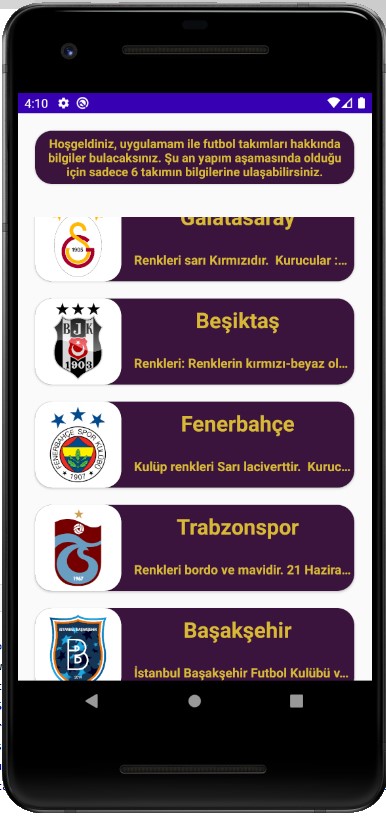 4:10
Hoşgeldiniz, uygulamam ile futbol takımları hakkında
bilgiler bulacaksınız. Şu an yapım aşamasında olduğu
için sadece 6 takımın bilgilerine ulaşabilirsiniz.
Galatasaray
1905
Renkleri sarı Kırmızıdır. Kurucular :...
BJK
1903
Beşiktaş
Renkleri: Renklerin kırmızı-beyaz ol...
FENERBAHÇE SPOR KULÜBÜ
1907
Fenerbahçe
Kulüp renkleri Sarı laciverttir. Kuruc...
1967
Trabzonspor
Renkleri bordo ve mavidir. 21 Hazira...
İSTANBUL BAŞAKŞEHİR
Başakşehir
İstanbul Başakşehir Futbol Kulübü v...